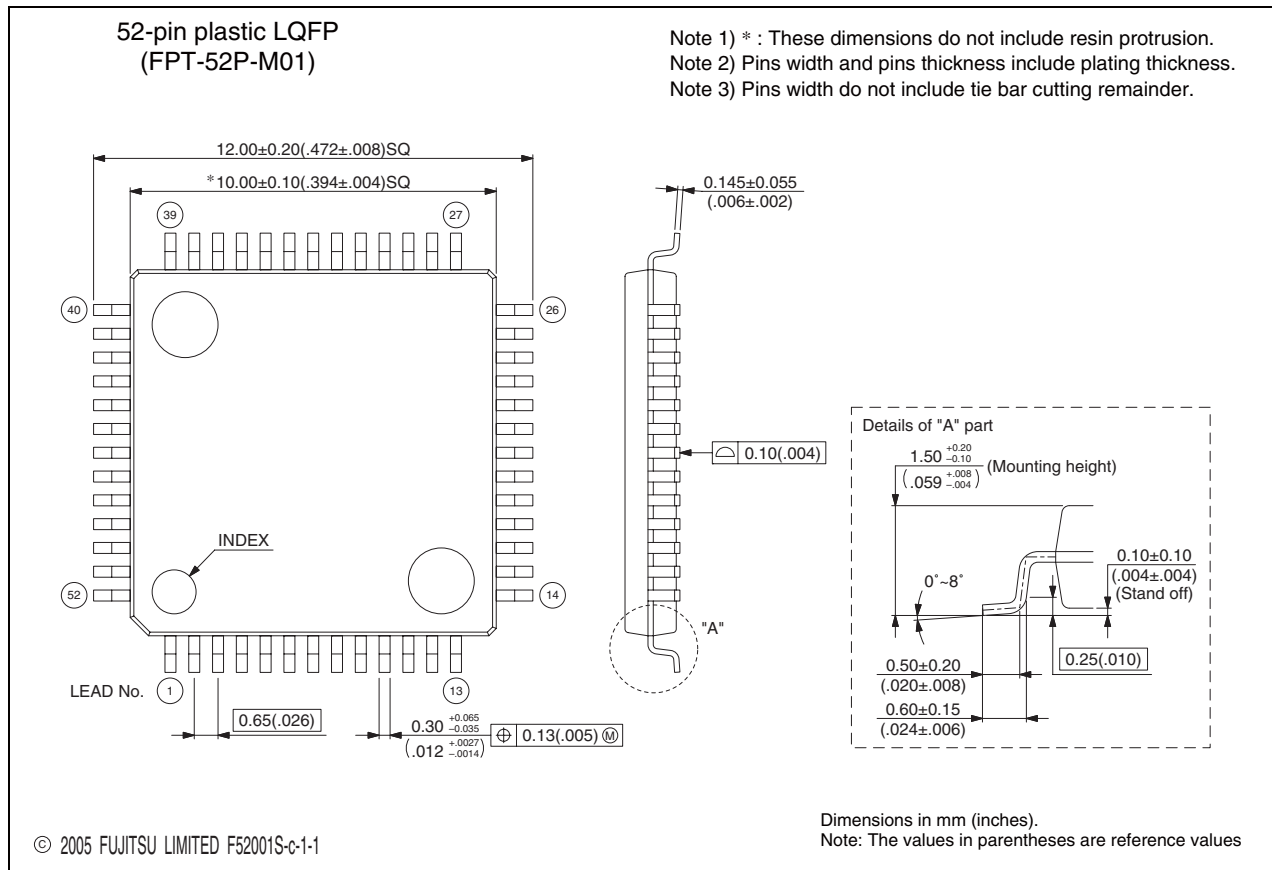 52-pin plastic LQFP
(FPT-52P-M01)
Note 1) * : These dimensions do not include resin protrusion.
Note 2) Pins width and pins thickness include plating thickness.
Note 3) Pins width do not include tie bar cutting remainder.
12.00±0.20(.472±.008)SQ
*10.00±0.10(.394±.004)SQ
0.145±0.055
(.006±.002)
39
27
40
26
0.10(.004)
INDEX
52
14
"A"
LEAD No.
1
13
0.65(.026)
0.30 +0.065 −0.035
(.012 +.0027 −.0014)
0.13(.005) Ⓜ
Details of "A" part
1.50 +0.20 −0.10
(.059 +.008 −.004)
(Mounting height)
0.10±0.10
(.004±.004)
(Stand off)
0˚~8˚
0.25(.010)
0.50±0.20
(.020±.008)
0.60±0.15
(.024±.006)
© 2005 FUJITSU LIMITED F52001S-c-1-1
Dimensions in mm (inches).
Note: The values in parentheses are reference values